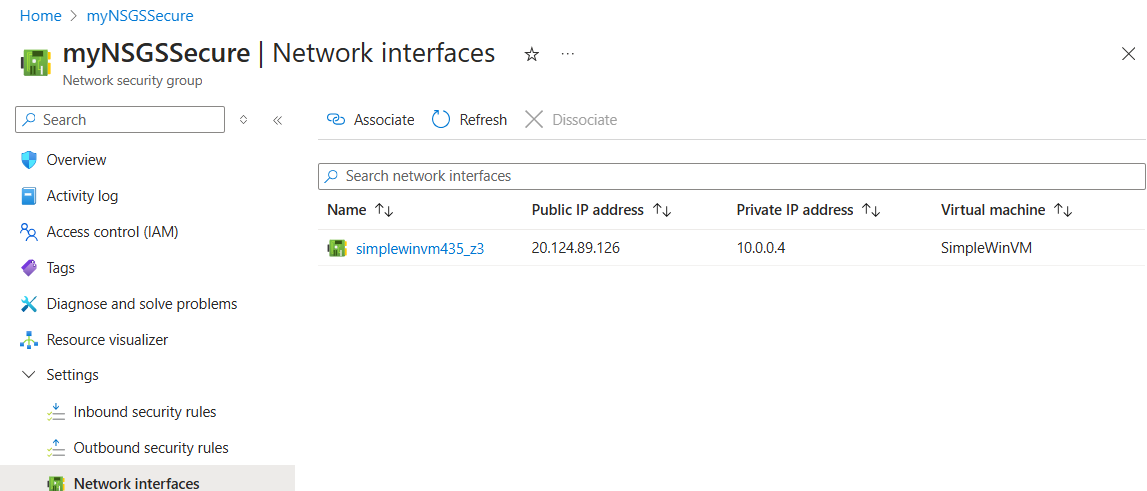 Home > myNSGSSecure
myNSGSSecure | Network interfaces
Network security group
Search
Associate Refresh Dissociate
Overview
Activity log
Access control (IAM)
Tags
Diagnose and solve problems
Resource visualizer
Settings
Inbound security rules
Outbound security rules
Network interfaces
Search network interfaces
Name Public IP address Private IP address Virtual machine
simplewinvm435_z3 20.124.89.126 10.0.0.4 SimpleWinVM